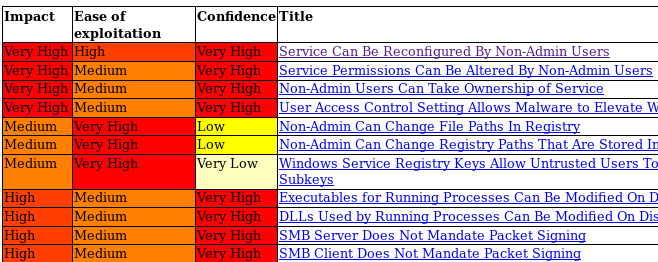 Impact Ease of exploitation Confidence Title
Very High High Very High Service Can Be Reconfigured By Non-Admin Users
Very High Medium Very High Service Permissions Can Be Altered By Non-Admin Users
Very High Medium Very High Non-Admin Users Can Take Ownership of Service
Very High Medium Very High User Access Control Setting Allows Malware to Elevate W
Medium Very High Low Non-Admin Can Change File Paths In Registry
Medium Very High Low Non-Admin Can Change Registry Paths That Are Stored In
Medium Very High Very Low Windows Service Registry Keys Allow Untrusted Users To
Subkeys
High Medium Very High Executables for Running Processes Can Be Modified On D
High Medium Very High DLLs Used by Running Processes Can Be Modified On Dis
High Medium Very High SMB Server Does Not Mandate Packet Signing
High Medium Very High SMB Client Does Not Mandate Packet Signing